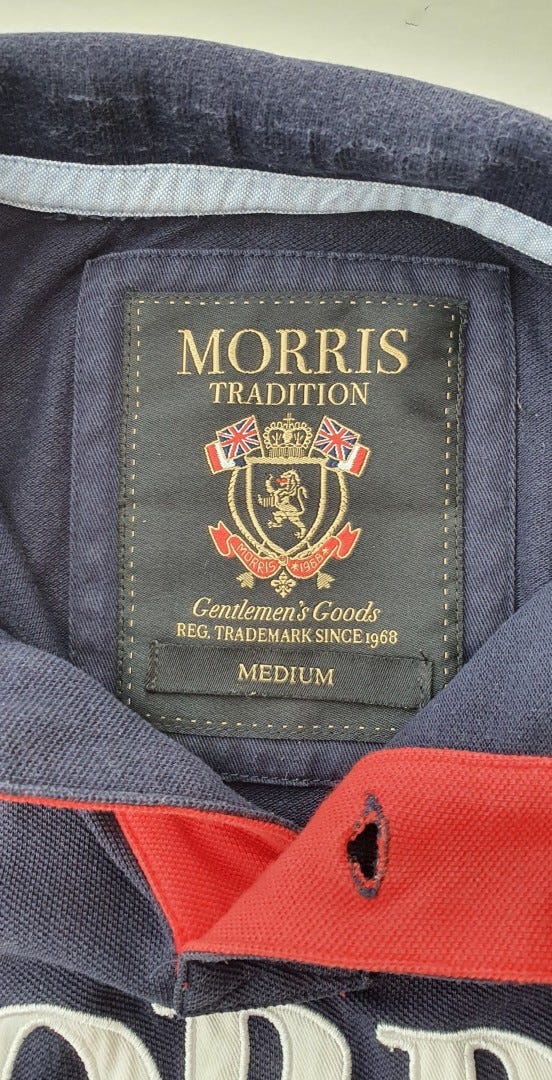 MORRIS
TRADITION
MORRIS *1968*
Gentlemen's Goods
REG. TRADEMARK SINCE 1968
MEDIUM